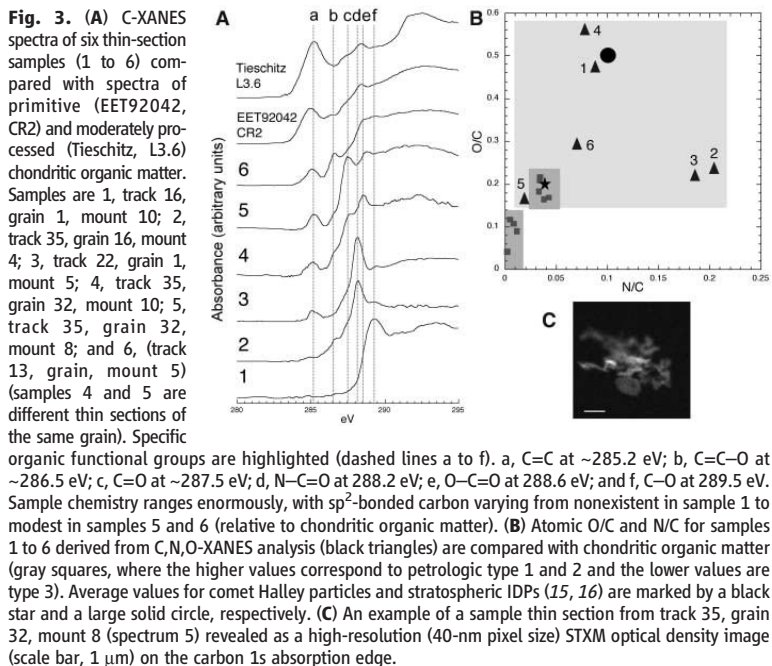 Fig. 3. (A) C-XANES
spectra of six thin-section
samples (1 to 6) com-
pared with spectra of
primitive (EET92042,
CR2) and moderately pro-
cessed (Tieschitz, L3.6)
chondritic organic matter.
Samples are 1, track 16,
grain 1, mount 10; 2,
track 35, grain 16, mount
4; 3, track 22, grain 1,
mount 5; 4, track 35,
grain 32, mount 10; 5,
track 35, grain 32,
mount 8; and 6, (track
13, grain, mount 5)
(samples 4 and 5 are
different thin sections of
the same grain). Specific
organic functional groups are highlighted (dashed lines a to f). a, C=C at ~285.2 eV; b, C=C–O at
~286.5 eV; c, C=O at ~287.5 eV; d, N–C=O at 288.2 eV; e, O–C=O at 288.6 eV; and f, C–O at 289.5 eV.
Sample chemistry ranges enormously, with sp²-bonded carbon varying from nonexistent in sample 1 to
modest in samples 5 and 6 (relative to chondritic organic matter). (B) Atomic O/C and N/C for samples
1 to 6 derived from C,N,O-XANES analysis (black triangles) are compared with chondritic organic matter
(gray squares, where the higher values correspond to petrologic type 1 and 2 and the lower values are
type 3). Average values for comet Halley particles and stratospheric IDPs (15, 16) are marked by a black
star and a large solid circle, respectively. (C) An example of a sample thin section from track 35, grain
32, mount 8 (spectrum 5) revealed as a high-resolution (40-nm pixel size) STXM optical density image
(scale bar, 1 μm) on the carbon 1s absorption edge.
A
a b c d e f
Tieschitz
L3.6
EET92042
CR2
6
5
4
3
2
1
Absorbance (arbitrary units)
280 285 290 295
eV
B
0.6
0.5
0.4
0.3
0.2
0.1
0
O/C
4
1
6
3 2
5
0 0.05 0.1 0.15 0.2 0.25
N/C
C